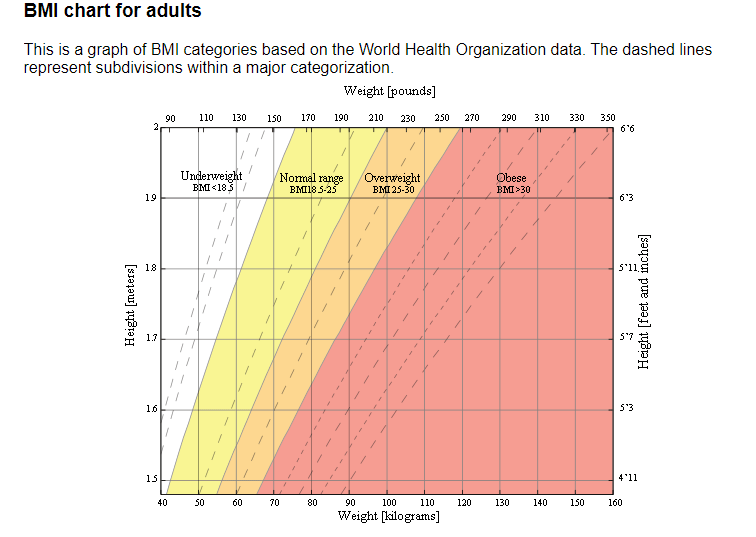 BMI chart for adults
This is a graph of BMI categories based on the World Health Organization data. The dashed lines
represent subdivisions within a major categorization.
Weight [pounds]
90 110 130 150 170 190 210 230 250 270 290 310 330 350
2 6'6
Underweight Normal range Overweight Obese
BMI<18.5 BMI18.5-25 BMI25-30 BMI>30
1.9 6'3
1.8 5'11
Height [meters]
Height [feet and inches]
1.7 5'7
1.6 5'3
1.5 4'11
40 50 60 70 80 90 100 110 120 130 140 150 160
Weight [kilograms]